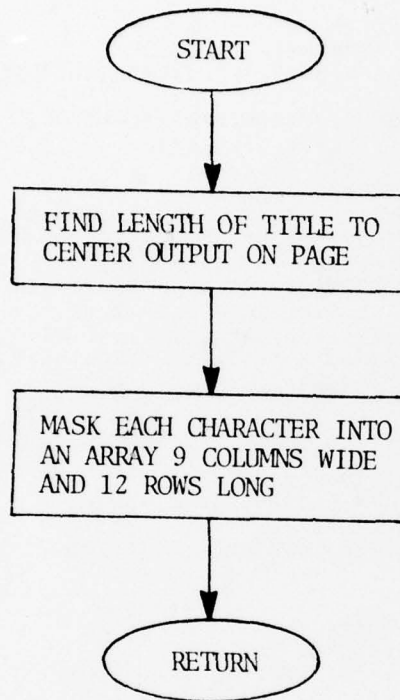 START
FIND LENGTH OF TITLE TO
CENTER OUTPUT ON PAGE
MASK EACH CHARACTER INTO
AN ARRAY 9 COLUMNS WIDE
AND 12 ROWS LONG
RETURN